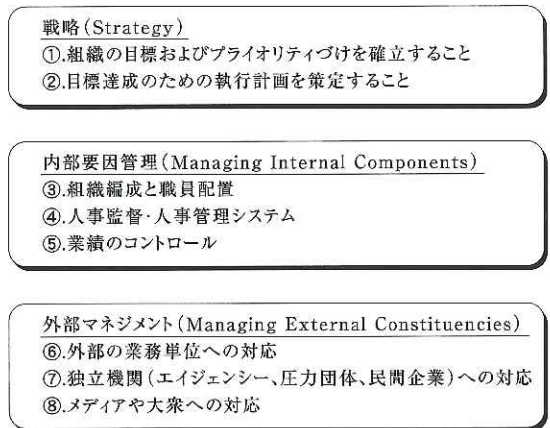 戦略(Strategy)
①.組織の目標およびプライオリティづけを確立すること
②.目標達成のための執行計画を策定すること
内部要因管理(Managing Internal Components)
③.組織編成と職員配置
④.人事監督・人事管理システム
⑤.業績のコントロール
外部マネジメント(Managing External Constituencies)
⑥.外部の業務単位への対応
⑦.独立機関(エイジェンシー、圧力団体、民間企業)への対応
⑧.メディアや大衆への対応